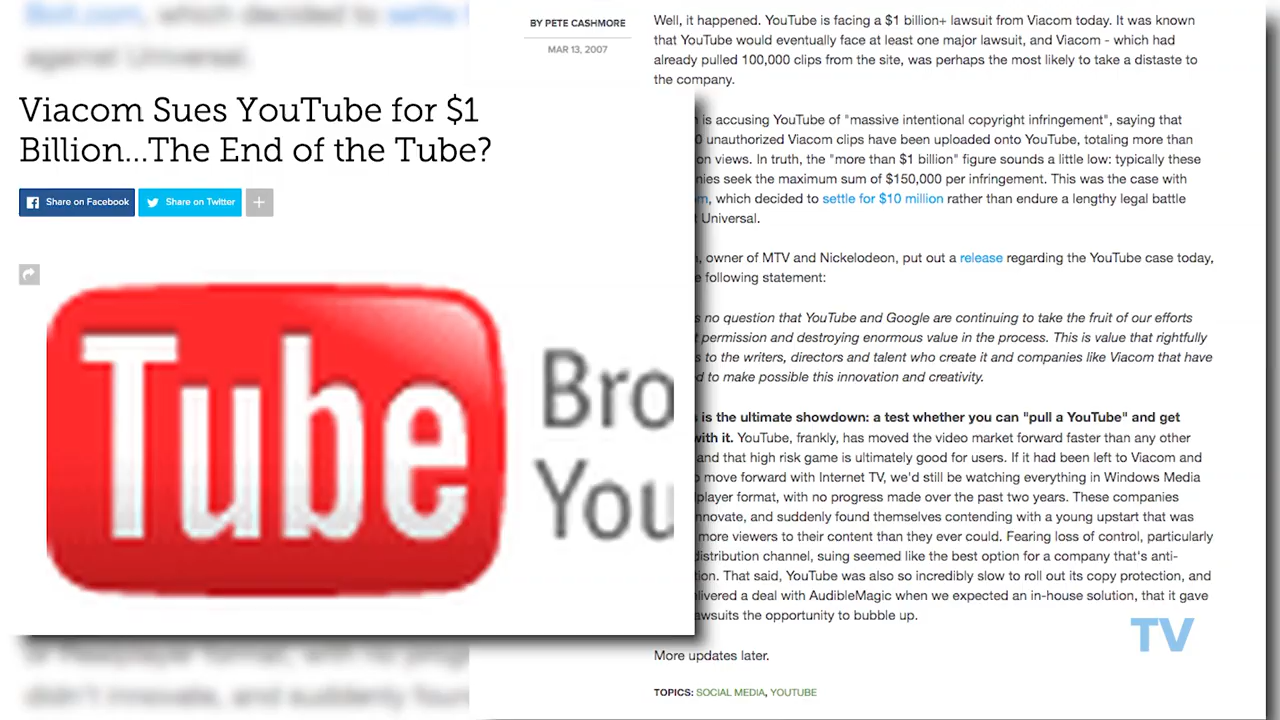 Viacom Sues YouTube for $1
Billion...The End of the Tube?
Share on Facebook
Share on Twitter
+
Tube
Bro
You
BY PETE CASHMORE
MAR 13, 2007
Well, it happened. YouTube is facing a $1 billion+ lawsuit from Viacom today. It was known
that YouTube would eventually face at least one major lawsuit, and Viacom - which had
already pulled 100,000 clips from the site, was perhaps the most likely to take a distaste to
the company.
is accusing YouTube of "massive intentional copyright infringement", saying that
0 unauthorized Viacom clips have been uploaded onto YouTube, totaling more than
on views. In truth, the "more than $1 billion" figure sounds a little low: typically these
nies seek the maximum sum of $150,000 per infringement. This was the case with
m, which decided to settle for $10 million rather than endure a lengthy legal battle
t Universal.
, owner of MTV and Nickelodeon, put out a release regarding the YouTube case today,
e following statement:
s no question that YouTube and Google are continuing to take the fruit of our efforts
t permission and destroying enormous value in the process. This is value that rightfully
s to the writers, directors and talent who create it and companies like Viacom that have
d to make possible this innovation and creativity.
s is the ultimate showdown: a test whether you can "pull a YouTube" and get
with it. YouTube, frankly, has moved the video market forward faster than any other
and that high risk game is ultimately good for users. If it had been left to Viacom and
o move forward with Internet TV, we'd still be watching everything in Windows Media
lplayer format, with no progress made over the past two years. These companies
nnovate, and suddenly found themselves contending with a young upstart that was
more viewers to their content than they ever could. Fearing loss of control, particularly
distribution channel, suing seemed like the best option for a company that's anti-
tion. That said, YouTube was also so incredibly slow to roll out its copy protection, and
elivered a deal with AudibleMagic when we expected an in-house solution, that it gave
awsuits the opportunity to bubble up.
More updates later.
TOPICS: SOCIAL MEDIA, YOUTUBE
TV
against Universal.
didn't innovate, and suddenly foun